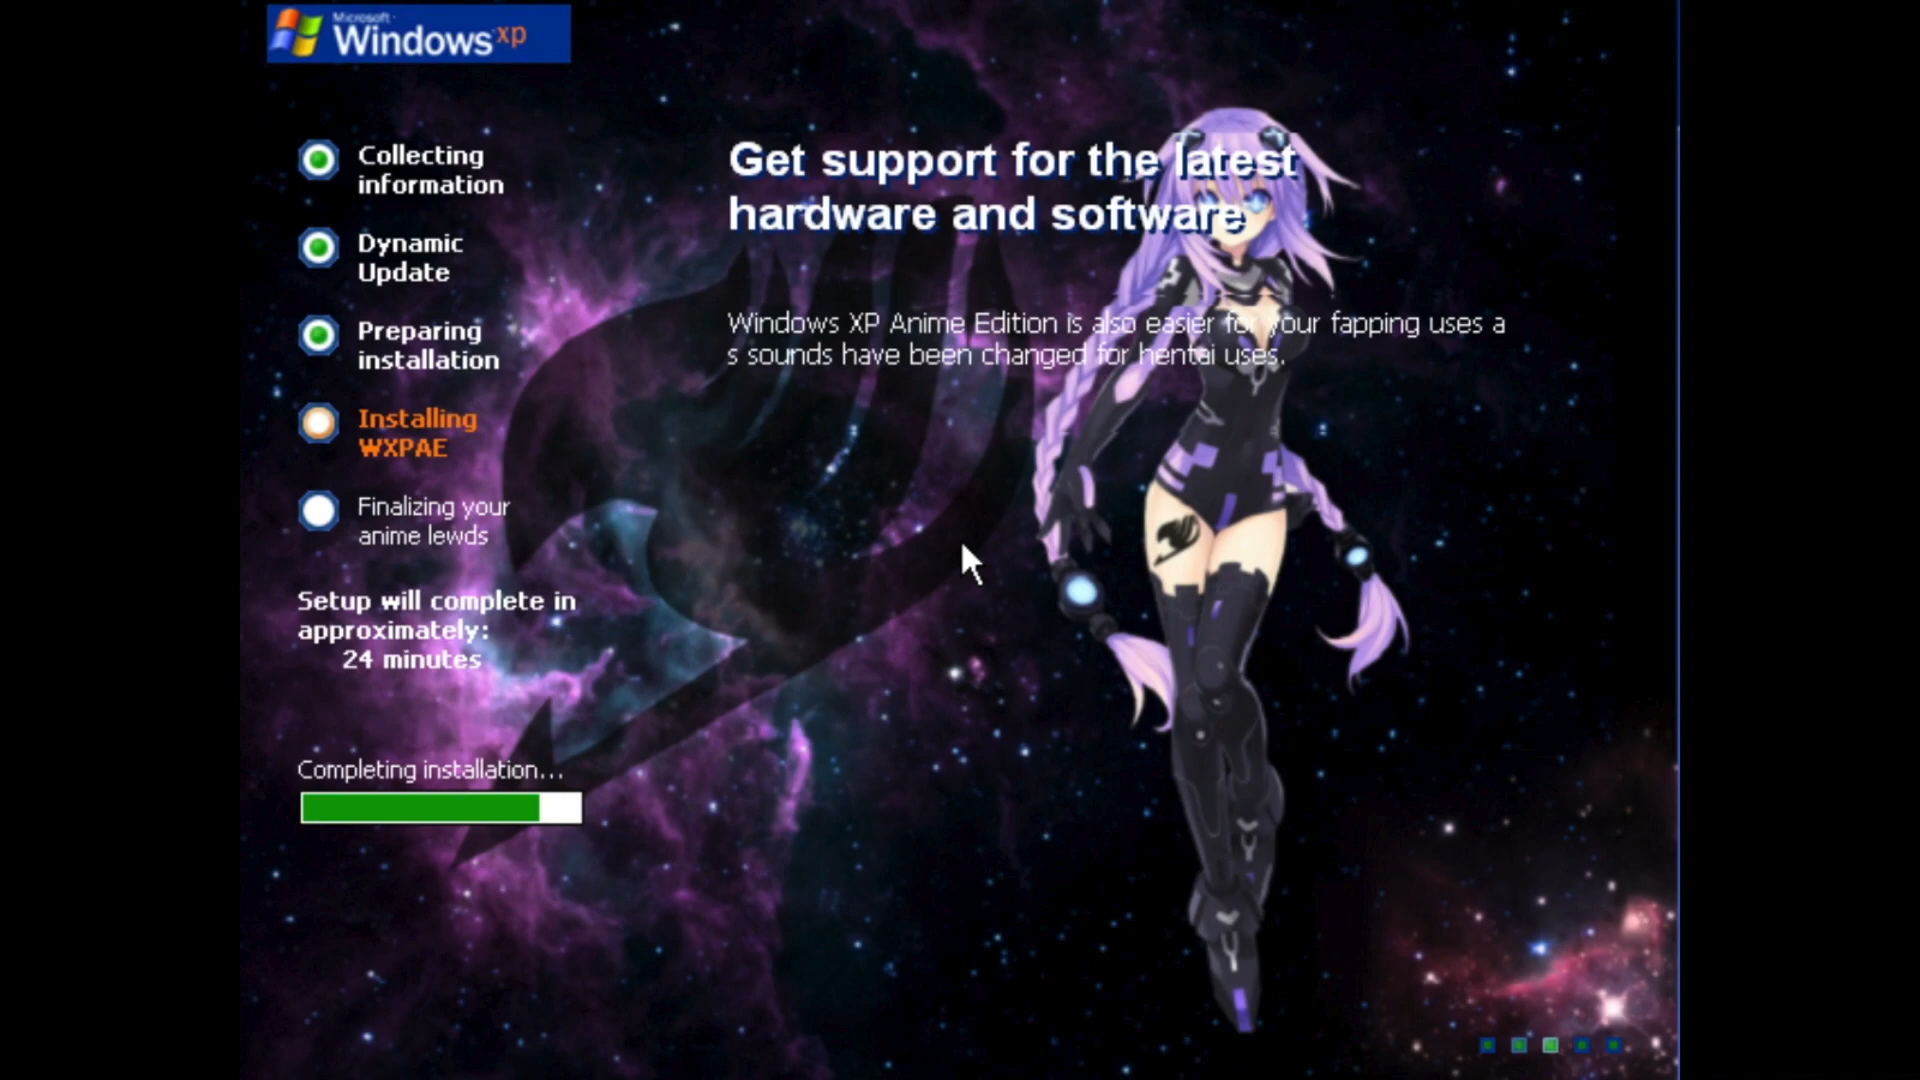 Microsoft
Windows xp
Collecting
information
Dynamic
Update
Preparing
installation
Installing
WXPAE
Finalizing your
anime lewds
Setup will complete in
approximately:
24 minutes
Completing installation...
Get support for the latest
hardware and software
Windows XP Anime Edition is also easier for your fapping uses a
s sounds have been changed for hentai uses.